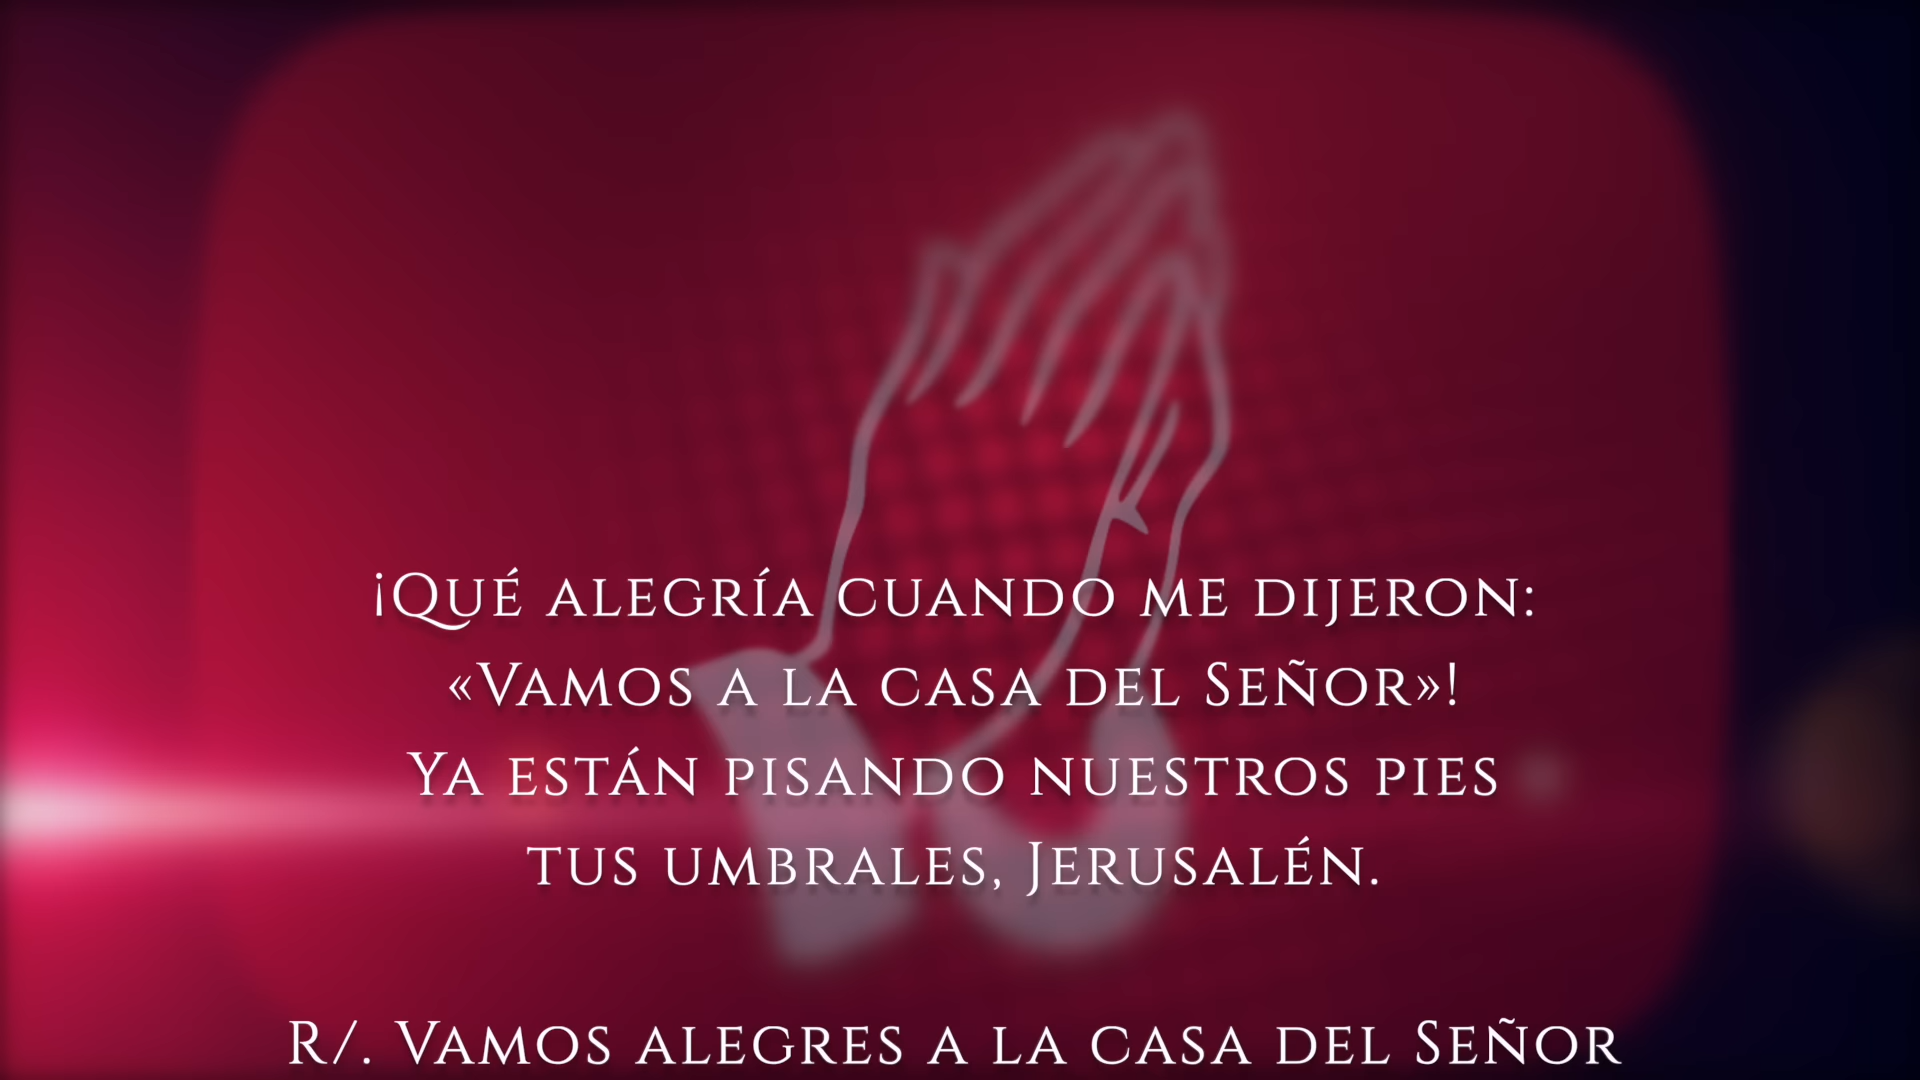 ¡Qué alegría cuando me dijeron:
«Vamos a la casa del Señor»!
Ya están pisando nuestros pies
tus umbrales, Jerusalén.
R/. Vamos alegres a la casa del Señor